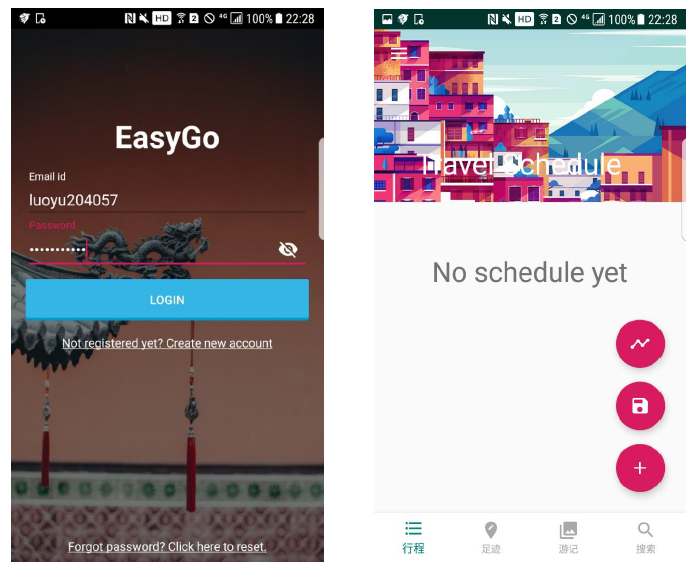 HD 2 4G 100% 22:28
EasyGo
Email id
luoyu204057
Password
•••••••••••
LOGIN
Not registered yet? Create new account
Forgot password? Click here to reset.
HD 2 4G 100% 22:28
Travel Schedule
No schedule yet
行程
足迹
游记
搜索